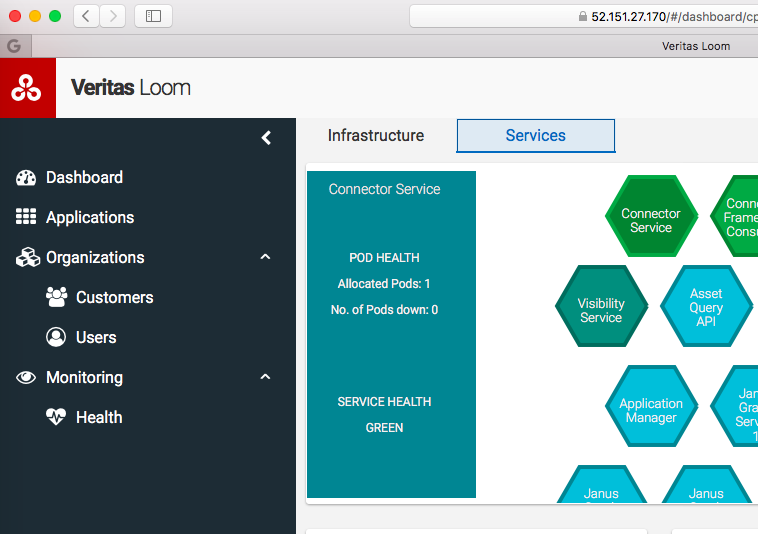 52.151.27.170/#/dashboard/cp
G
Veritas Loom
Veritas Loom
Infrastructure
Services
Dashboard
Applications
Organizations
Customers
Users
Monitoring
Health
Connector Service
POD HEALTH
Allocated Pods: 1
No. of Pods down: 0
SERVICE HEALTH
GREEN
Connector
Service
Conne
Frame
Consu
Visibility
Service
Asset
Query
API
Application
Manager
Jan
Gra
Serv
1
Janus
Janus